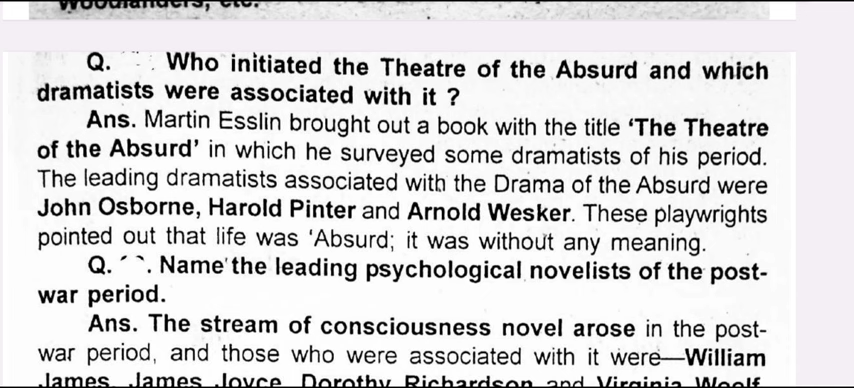 Woodlanders, etc.
Q. Who initiated the Theatre of the Absurd and which
dramatists were associated with it ?
Ans. Martin Esslin brought out a book with the title 'The Theatre
of the Absurd' in which he surveyed some dramatists of his period.
The leading dramatists associated with the Drama of the Absurd were
John Osborne, Harold Pinter and Arnold Wesker. These playwrights
pointed out that life was 'Absurd; it was without any meaning.
Q. Name the leading psychological novelists of the post-
war period.
Ans. The stream of consciousness novel arose in the post-
war period, and those who were associated with it were—William
James, James Joyce, Dorothy Richardson and Virginia Woolf